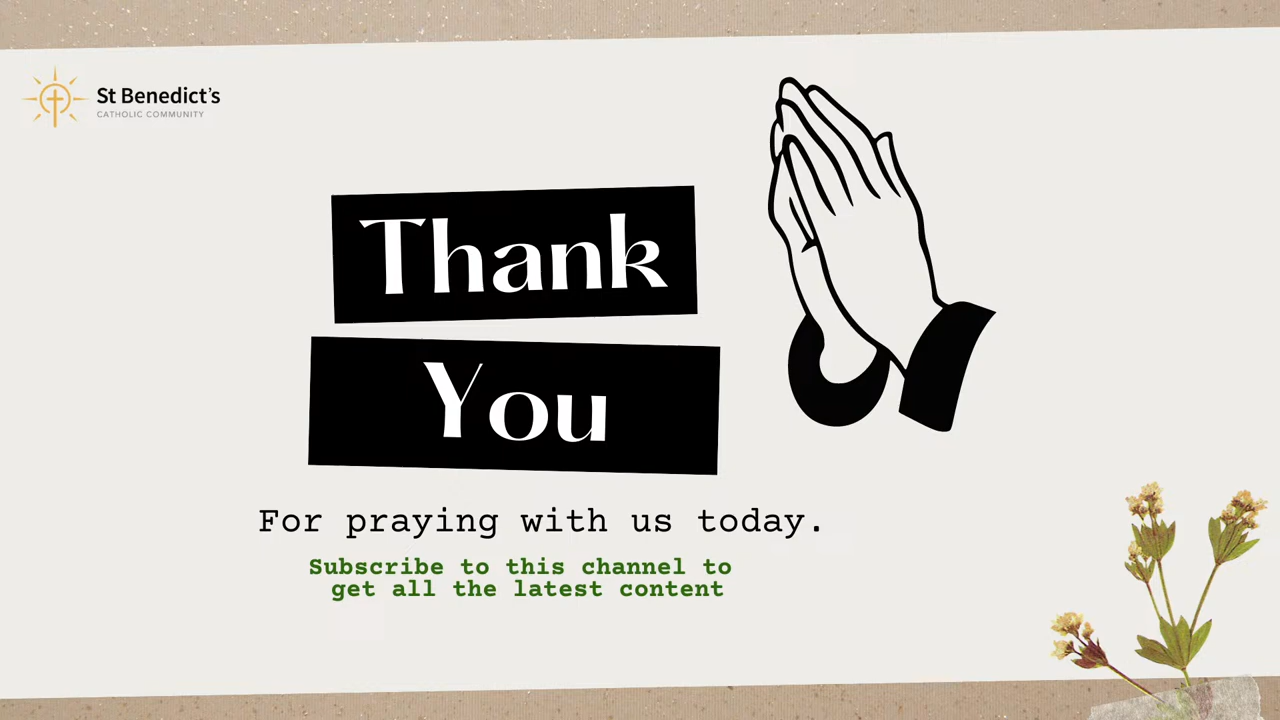 St Benedict's
CATHOLIC COMMUNITY
Thank
You
For praying with us today.
Subscribe to this channel to
get all the latest content